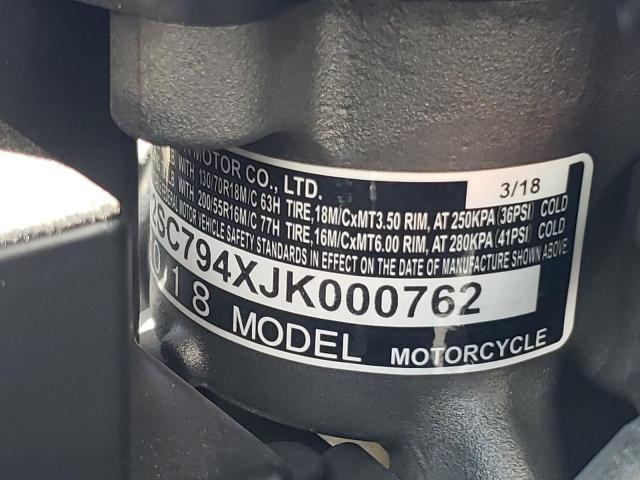 MOTOR CO., LTD.
3/18
WITH 130/70R18M/C 63H TIRE,18M/CxMT3.50 RIM, AT 250KPA (36PSI) COLD
WITH 200/55R16M/C 77H TIRE,16M/CxMT6.00 RIM, AT 280KPA (41PSI) COLD
MOTOR VEHICLE SAFETY STANDARDS IN EFFECT ON THE DATE OF MANUFACTURE SHOWN ABOVE.
SC794XJK000762
018 MODEL MOTORCYCLE